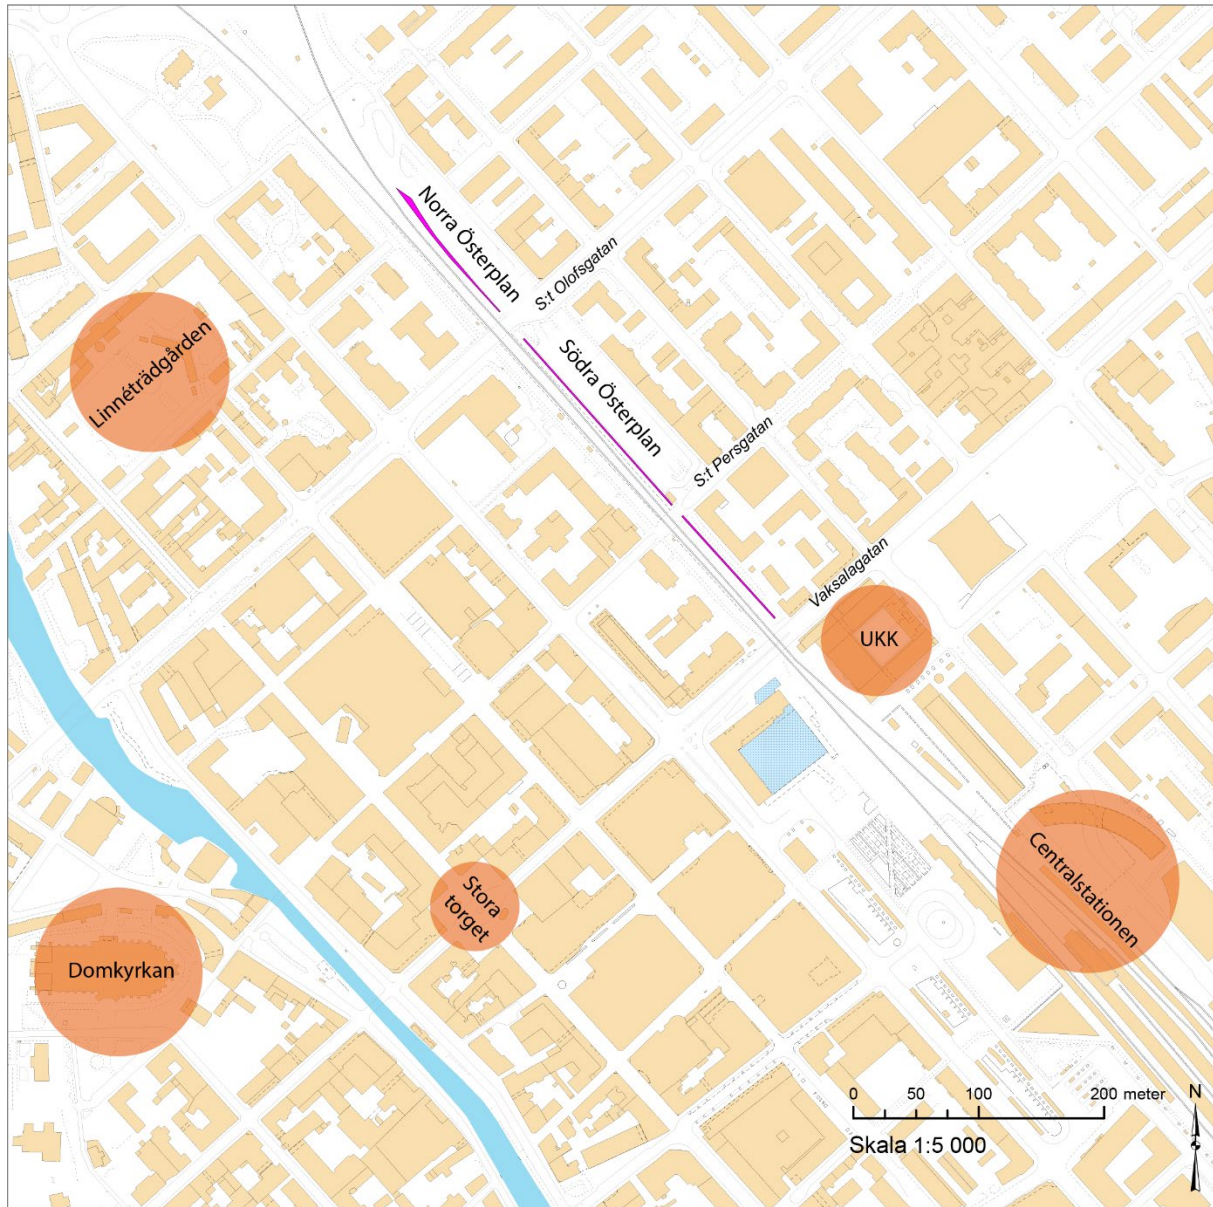 Norra Österplan
S:t Olofsgatan
Linnéträdgården
Södra Österplan
S:t Persgatan
Vaksalagatan
UKK
Stora
torget
Centralstationen
Domkyrkan
0 50 100 200 meter
Skala 1:5 000
N